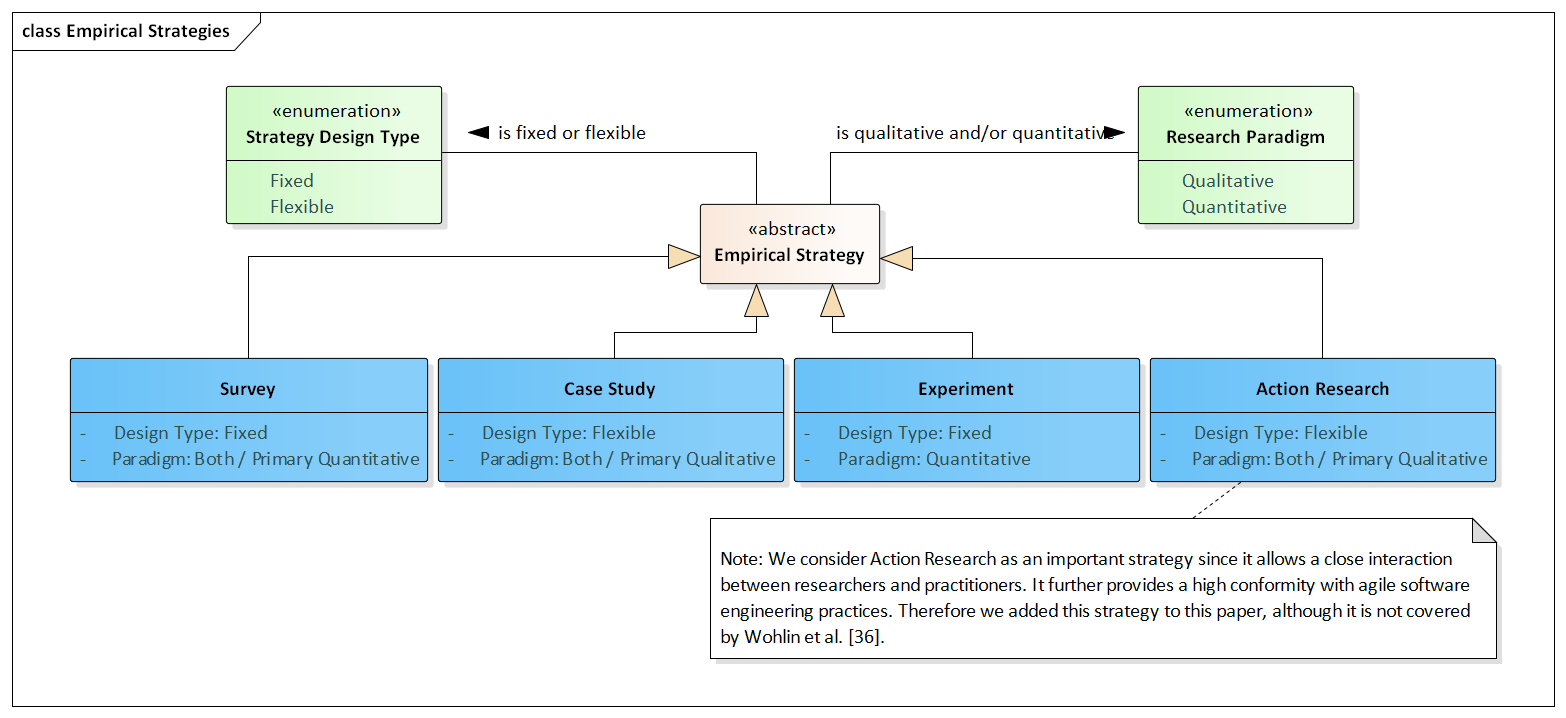 class Empirical Strategies
«enumeration»
Strategy Design Type
Fixed
Flexible
is fixed or flexible
is qualitative and/or quantitative
«enumeration»
Research Paradigm
Qualitative
Quantitative
«abstract»
Empirical Strategy
Survey
- Design Type: Fixed
- Paradigm: Both / Primary Quantitative
Case Study
- Design Type: Flexible
- Paradigm: Both / Primary Qualitative
Experiment
- Design Type: Fixed
- Paradigm: Quantitative
Action Research
- Design Type: Flexible
- Paradigm: Both / Primary Qualitative
Note: We consider Action Research as an important strategy since it allows a close interaction
between researchers and practitioners. It further provides a high conformity with agile software
engineering practices. Therefore we added this strategy to this paper, although it is not covered
by Wohlin et al. [36].